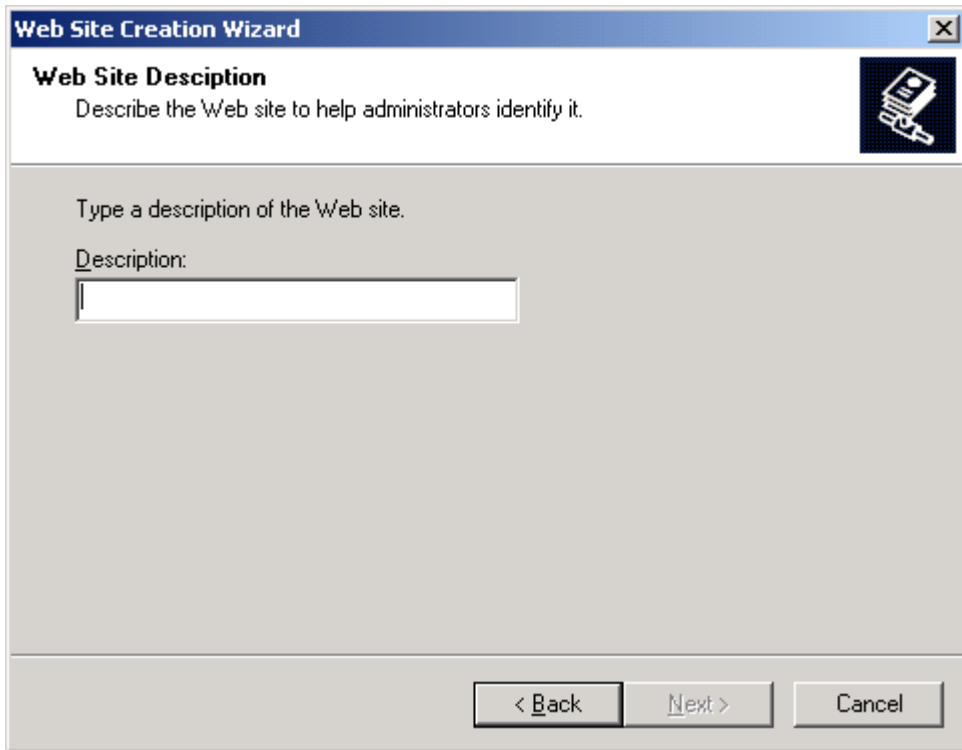 Web Site Creation Wizard
Web Site Desciption
Describe the Web site to help administrators identify it.
Type a description of the Web site.
Description:
< Back
Next >
Cancel